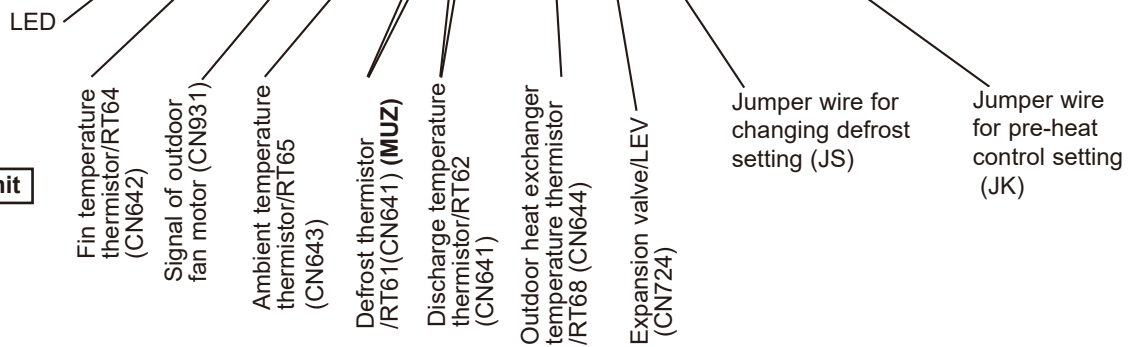 LED
nit
Fin temperature
thermistor/RT64
(CN642)
Signal of outdoor
fan motor (CN931)
Ambient temperature
thermistor/RT65
(CN643)
Defrost thermistor
/RT61(CN641) (MUZ)
Discharge temperature
thermistor/RT62
(CN641)
Outdoor heat exchanger
temperature thermistor
/RT68 (CN644)
Expansion valve/LEV
(CN724)
Jumper wire for
changing defrost
setting (JS)
Jumper wire
for pre-heat
control setting
(JK)